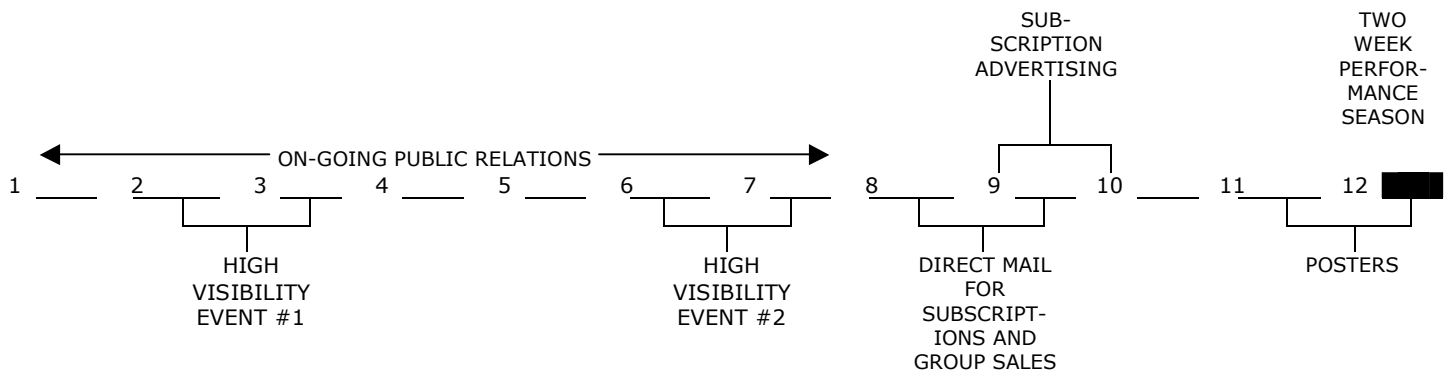 SUB-
SCRIPTION
ADVERTISING
TWO
WEEK
PERFOR-
MANCE
SEASON
ON-GOING PUBLIC RELATIONS
1 2 3 4 5 6 7 8 9 10 11 12
HIGH
VISIBILITY
EVENT #1
HIGH
VISIBILITY
EVENT #2
DIRECT MAIL
FOR
SUBSCRIPT-
IONS AND
GROUP SALES
POSTERS